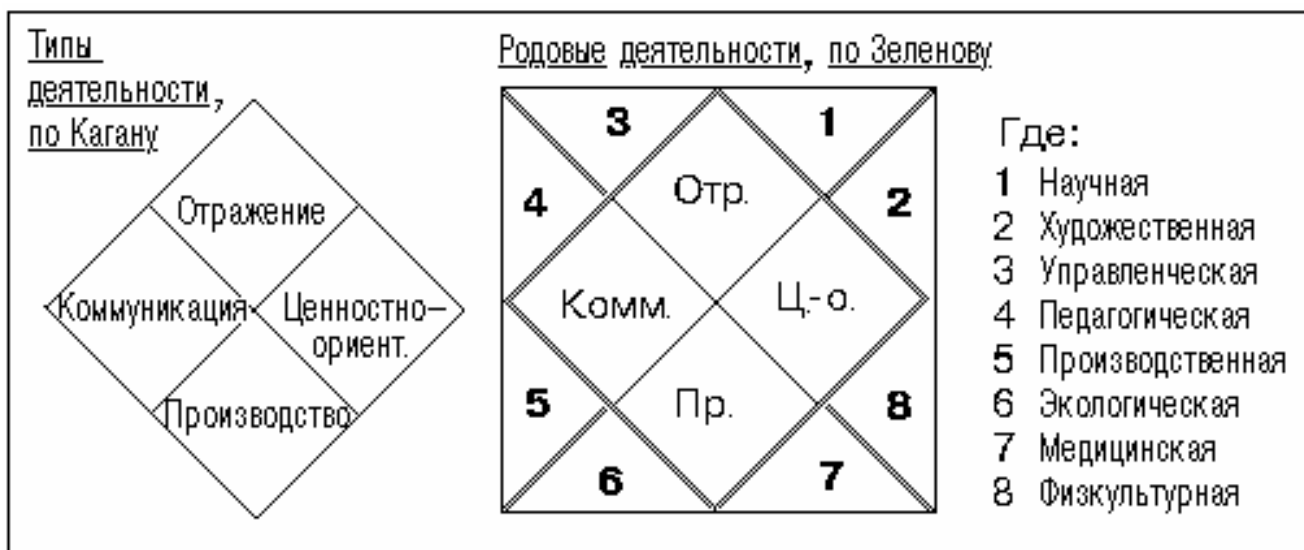 Типы
деятельности,
по Кагану
Отражение
Коммуникация
Ценностно-
ориент.
Производство
Родовые деятельности, по Зеленову
3
1
4
Отр.
2
Комм.
Ц.-о.
5
Пр.
8
6
7
Где:
1 Научная
2 Художественная
3 Управленческая
4 Педагогическая
5 Производственная
6 Экологическая
7 Медицинская
8 Физкультурная